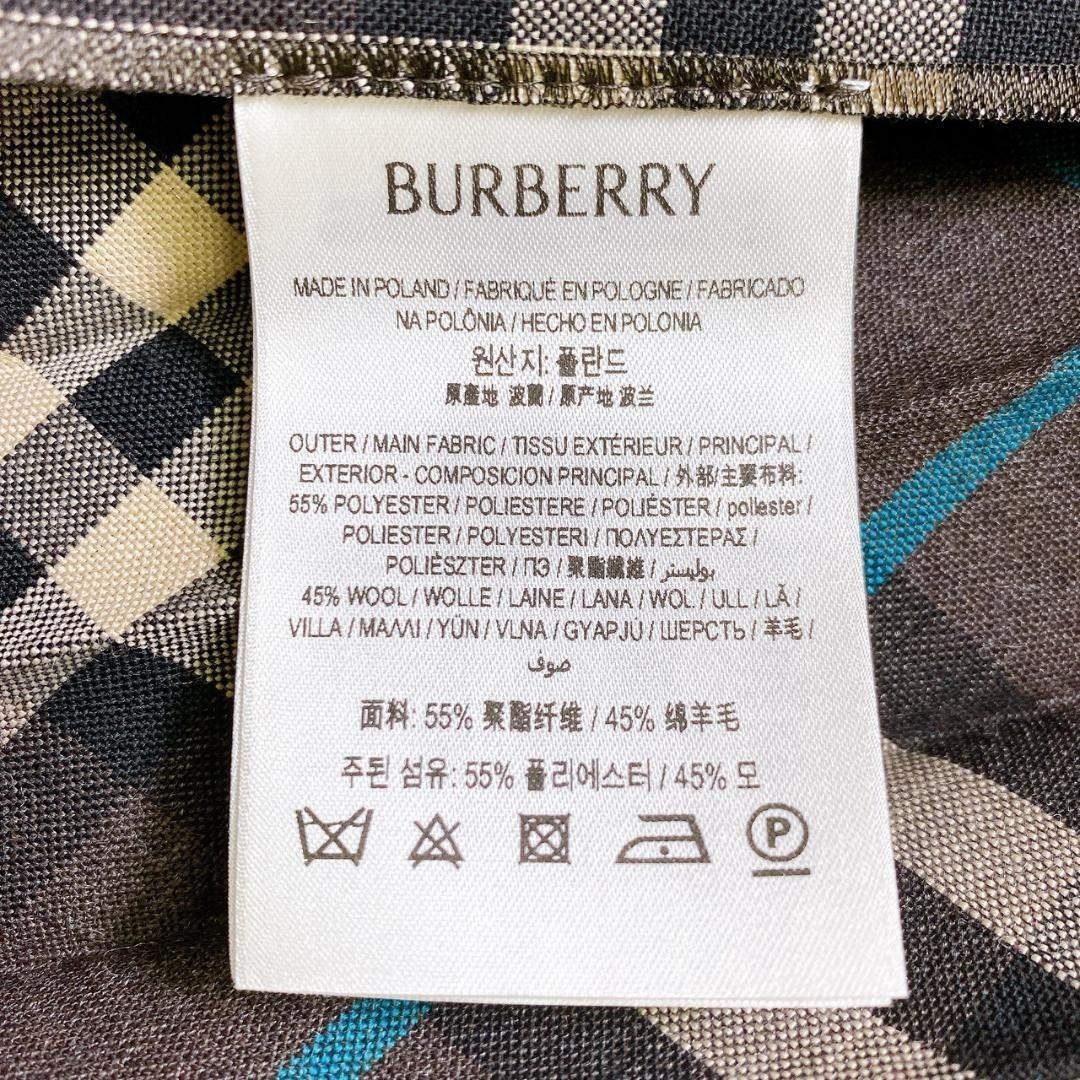 BURBERRY
MADE IN POLAND / FABRIQUÉ EN POLOGNE / FABRICADO
NA POLÔNIA / HECHO EN POLONIA
원산지: 폴란드
原產地 波蘭 / 原产地 波兰
OUTER / MAIN FABRIC / TISSU EXTÉRIEUR / PRINCIPAL /
EXTERIOR - COMPOSICION PRINCIPAL / 外部/主要布料:
55% POLYESTER / POLIESTERE / POLIÉSTER / poliester /
POLIESTER / POLYESTERI / ΠΟΛΥΕΣΤΕΡΑΣ /
POLIÉSZTER / ПЭ / 聚酯纖維 / بوليستر
45% WOOL / WOLLE / LAINE / LANA / WOL / ULL / LÃ /
VILLA / ΜΑΛΛΙ / YÜN / VLNA / GYAPJU / ШЕРСТЬ / 羊毛 /
صوف
面料: 55% 聚酯纤维 / 45% 绵羊毛
주된 섬유: 55% 폴리에스터 / 45% 모
P